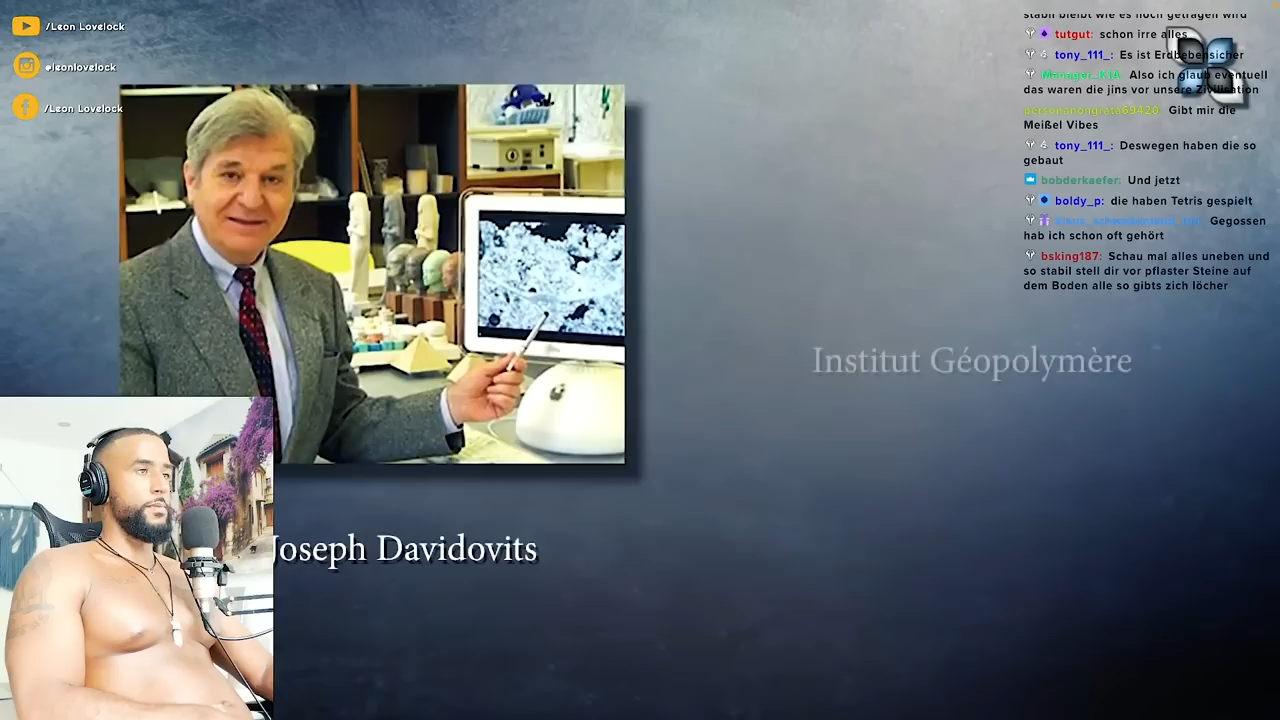 /Leon Lovelock
@leonlovelock
/Leon Lovelock
stabil bleibt wie es noch getragen wird
tutgut: schon irre alles
tony_111_: Es ist Erdbebensicher
Manager_KIA: Also ich glaub eventuell
das waren die jins vor unsere Zivilisation
personanongrata69420: Gibt mir die
Meißel Vibes
tony_111_: Deswegen haben die so
gebaut
bobderkaefer: Und jetzt
boldy_p: die haben Tetris gespielt
Gegossen
hab ich schon oft gehört
bsking187: Schau mal alles uneben und
so stabil stell dir vor pflaster Steine auf
dem Boden alle so gibts zich löcher
Institut Géopolymère
Joseph Davidovits